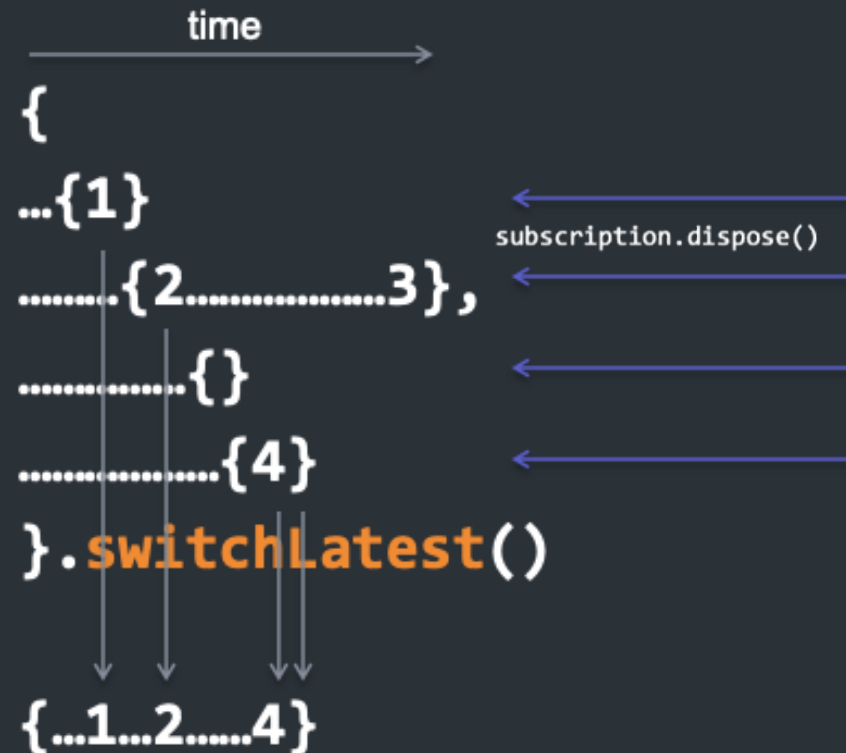 time
{
…{1}
subscription.dispose()
………{2………………3},
……………{}
………………{4}
}.switchLatest()
{…1…2……4}